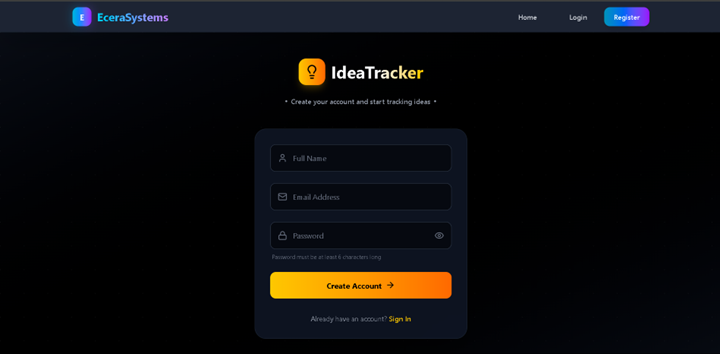 E EceraSystems Home Login Register
IdeaTracker
• Create your account and start tracking ideas •
Full Name
Email Address
Password
Password must be at least 6 characters long
Create Account →
Already have an account? Sign In